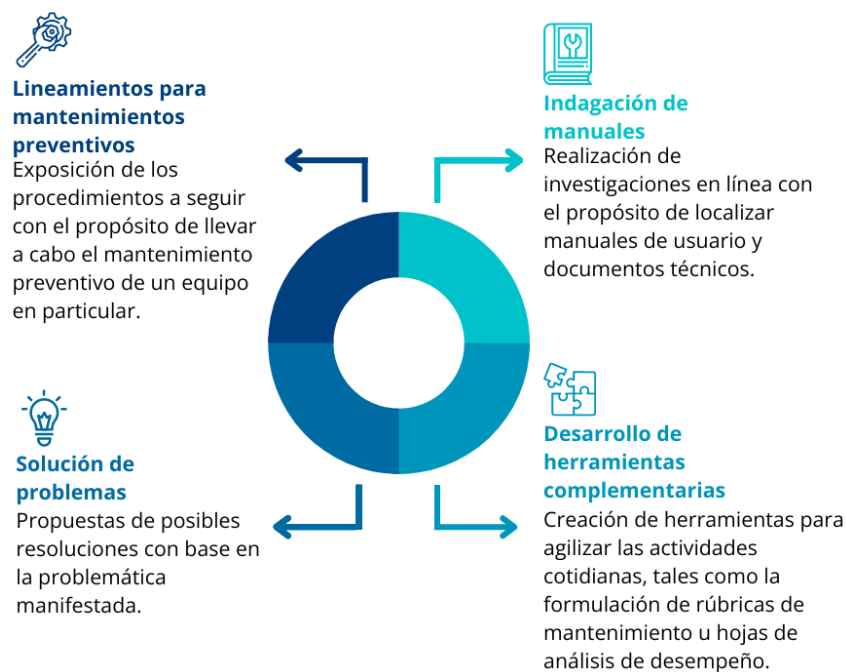 Lineamientos para
mantenimientos
preventivos
Exposición de los
procedimientos a seguir
con el propósito de llevar
a cabo el mantenimiento
preventivo de un equipo
en particular.
Indagación de
manuales
Realización de
investigaciones en línea con
el propósito de localizar
manuales de usuario y
documentos técnicos.
Solución de
problemas
Propuestas de posibles
resoluciones con base en
la problemática
manifestada.
Desarrollo de
herramientas
complementarias
Creación de herramientas para
agilizar las actividades
cotidianas, tales como la
formulación de rúbricas de
mantenimiento u hojas de
análisis de desempeño.